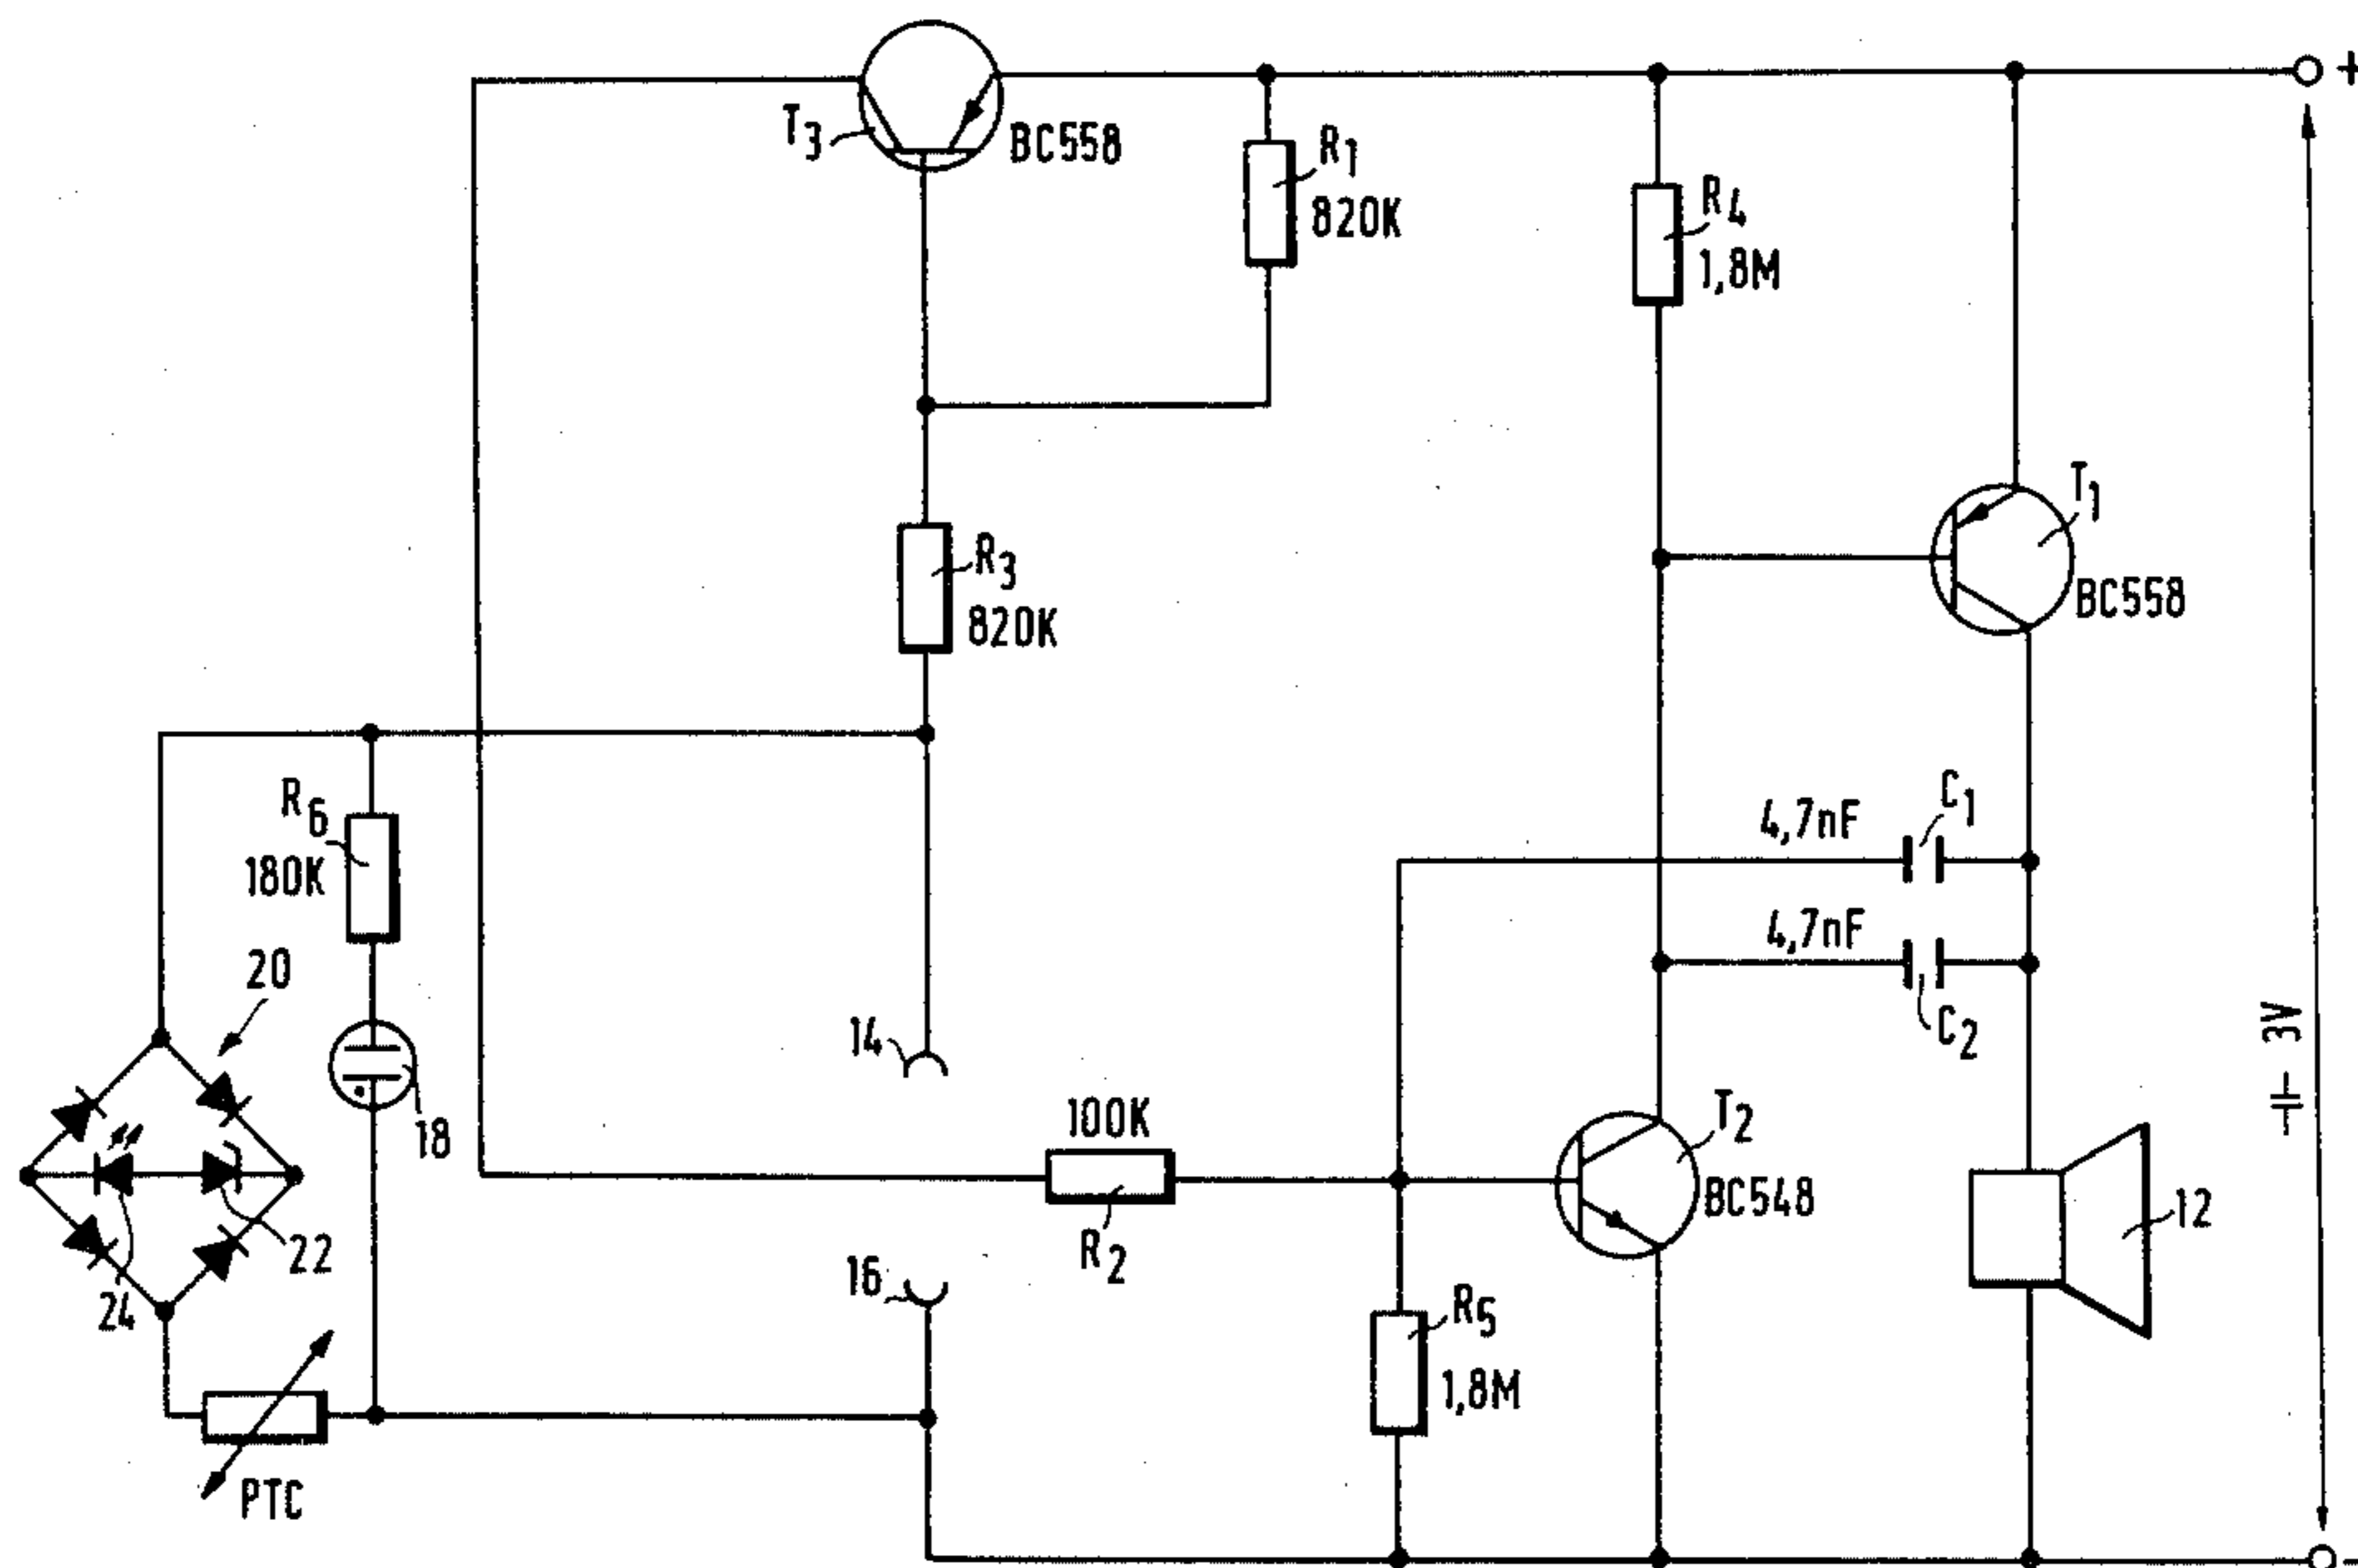 +
T3
BC558
R1
820K
R4
1,8M
T1
BC558
R3
820K
R6
180K
4,7nF
C1
4,7nF
C2
20
14
18
3V
100K
R2
T2
BC548
12
22
24
16
R5
1,8M
PTC
-